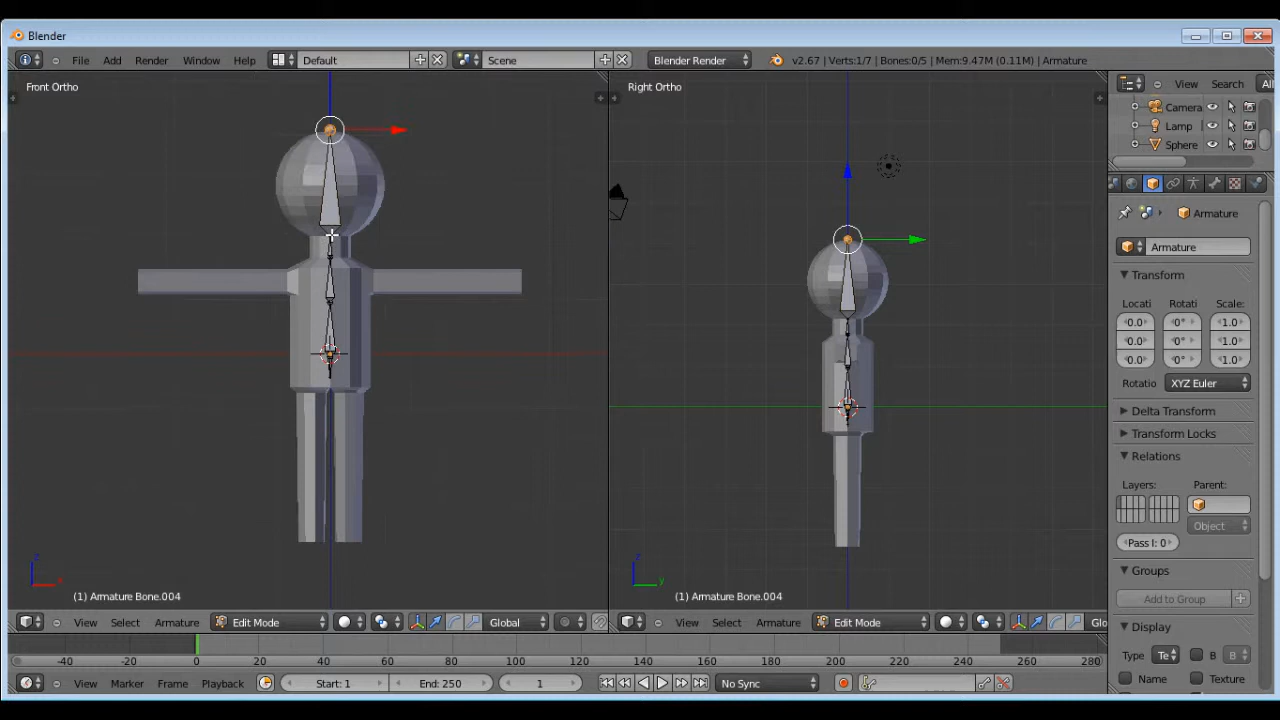 Blender
File Add Render Window Help Default Scene Blender Render v2.67 | Verts:1/7 | Bones:0/5 | Mem:9.47M (0.11M) | Armature
Front Ortho
Right Ortho
View Search All
Camera
Lamp
Sphere
Armature
Armature
Transform
Locati Rotati Scale:
0.0 0° 1.0
0.0 0° 1.0
0.0 0° 1.0
Rotatio XYZ Euler
Delta Transform
Transform Locks
Relations
Layers: Parent:
Object
Pass I: 0
Groups
Add to Group
Display
Type Te B B
Name Texture
z
x
(1) Armature Bone.004
z
y
(1) Armature Bone.004
View Select Armature Edit Mode Global
View Select Armature Edit Mode Glo
-40 -20 0 20 40 60 80 100 120 140 160 180 200 220 240 260 280
View Marker Frame Playback Start: 1 End: 250 1 No Sync